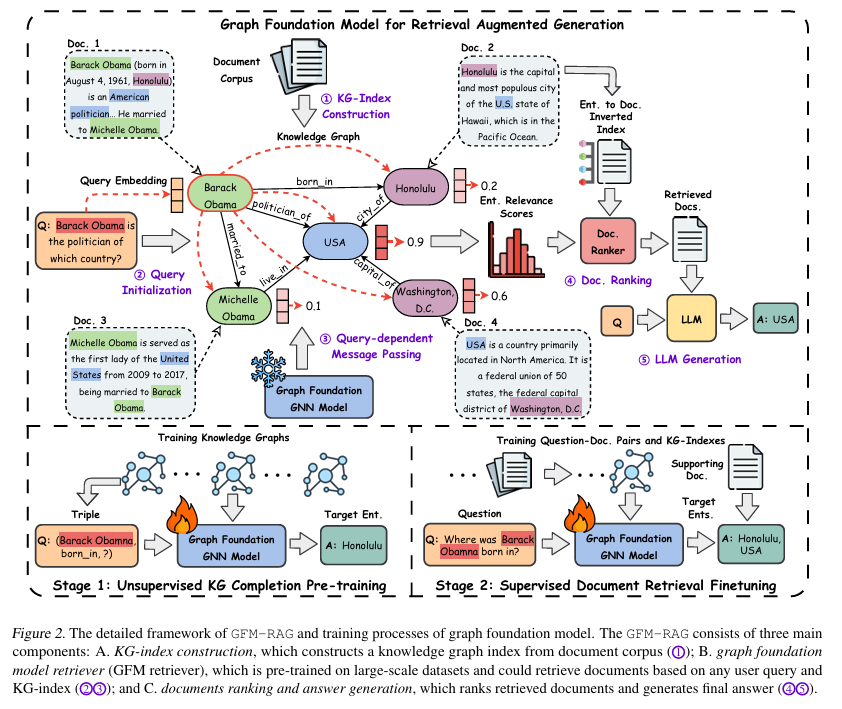 Graph Foundation Model for Retrieval Augmented Generation
Doc. 1
Barack Obama (born in
August 4, 1961, Honolulu)
is an American
politician... He married
to Michelle Obama.
Document
Corpus
① KG-Index
Construction
Knowledge Graph
Doc. 2
Honolulu is the capital
and most populous city
of the U.S. state of
Hawaii, which is in the
Pacific Ocean.
Ent. to Doc.
Inverted
Index
Query Embedding
Q: Barack Obama is
the politician of
which country?
② Query
Initialization
Barack
Obama
born_in
Honolulu
0.2
politician_of
city_of
married_to
USA
0.9
live_in
capital_of
Michelle
Obama
0.1
Washington,
D.C.
0.6
Ent. Relevance
Scores
Doc.
Ranker
Retrieved
Docs.
④ Doc. Ranking
Q
LLM
A: USA
⑤ LLM Generation
Doc. 3
Michelle Obama is served as
the first lady of the United
States from 2009 to 2017,
being married to Barack
Obama.
③ Query-dependent
Message Passing
Graph Foundation
GNN Model
Doc. 4
USA is a country primarily
located in North America. It is
a federal union of 50
states, the federal capital
district of Washington, D.C.
Training Knowledge Graphs
Triple
Q: (Barack Obamna,
born_in, ?)
Graph Foundation
GNN Model
Target Ent.
A: Honolulu
Stage 1: Unsupervised KG Completion Pre-training
Training Question-Doc. Pairs and KG-Indexes
Supporting
Doc.
Question
Q: Where was Barack
Obamna born in?
Graph Foundation
GNN Model
Target
Ents.
A: Honolulu,
USA
Stage 2: Supervised Document Retrieval Finetuning
Figure 2. The detailed framework of GFM-RAG and training processes of graph foundation model. The GFM-RAG consists of three main
components: A. KG-index construction, which constructs a knowledge graph index from document corpus (①); B. graph foundation
model retriever (GFM retriever), which is pre-trained on large-scale datasets and could retrieve documents based on any user query and
KG-index (②③); and C. documents ranking and answer generation, which ranks retrieved documents and generates final answer (④⑤).